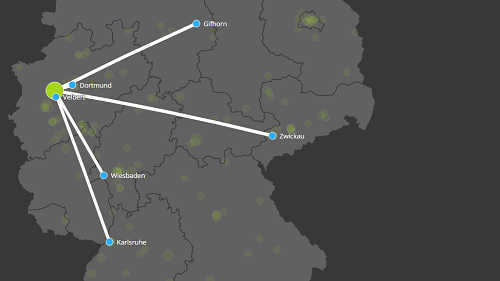 Gifhorn
Dortmund
Velbert
Zwickau
Wiesbaden
Karlsruhe